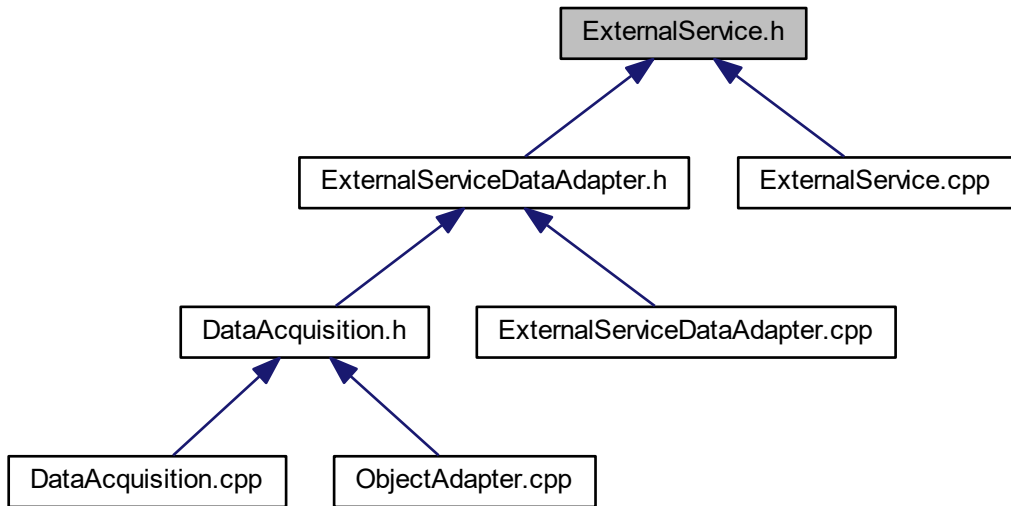 ExternalService.h
ExternalServiceDataAdapter.h
ExternalService.cpp
DataAcquisition.h
ExternalServiceDataAdapter.cpp
DataAcquisition.cpp
ObjectAdapter.cpp